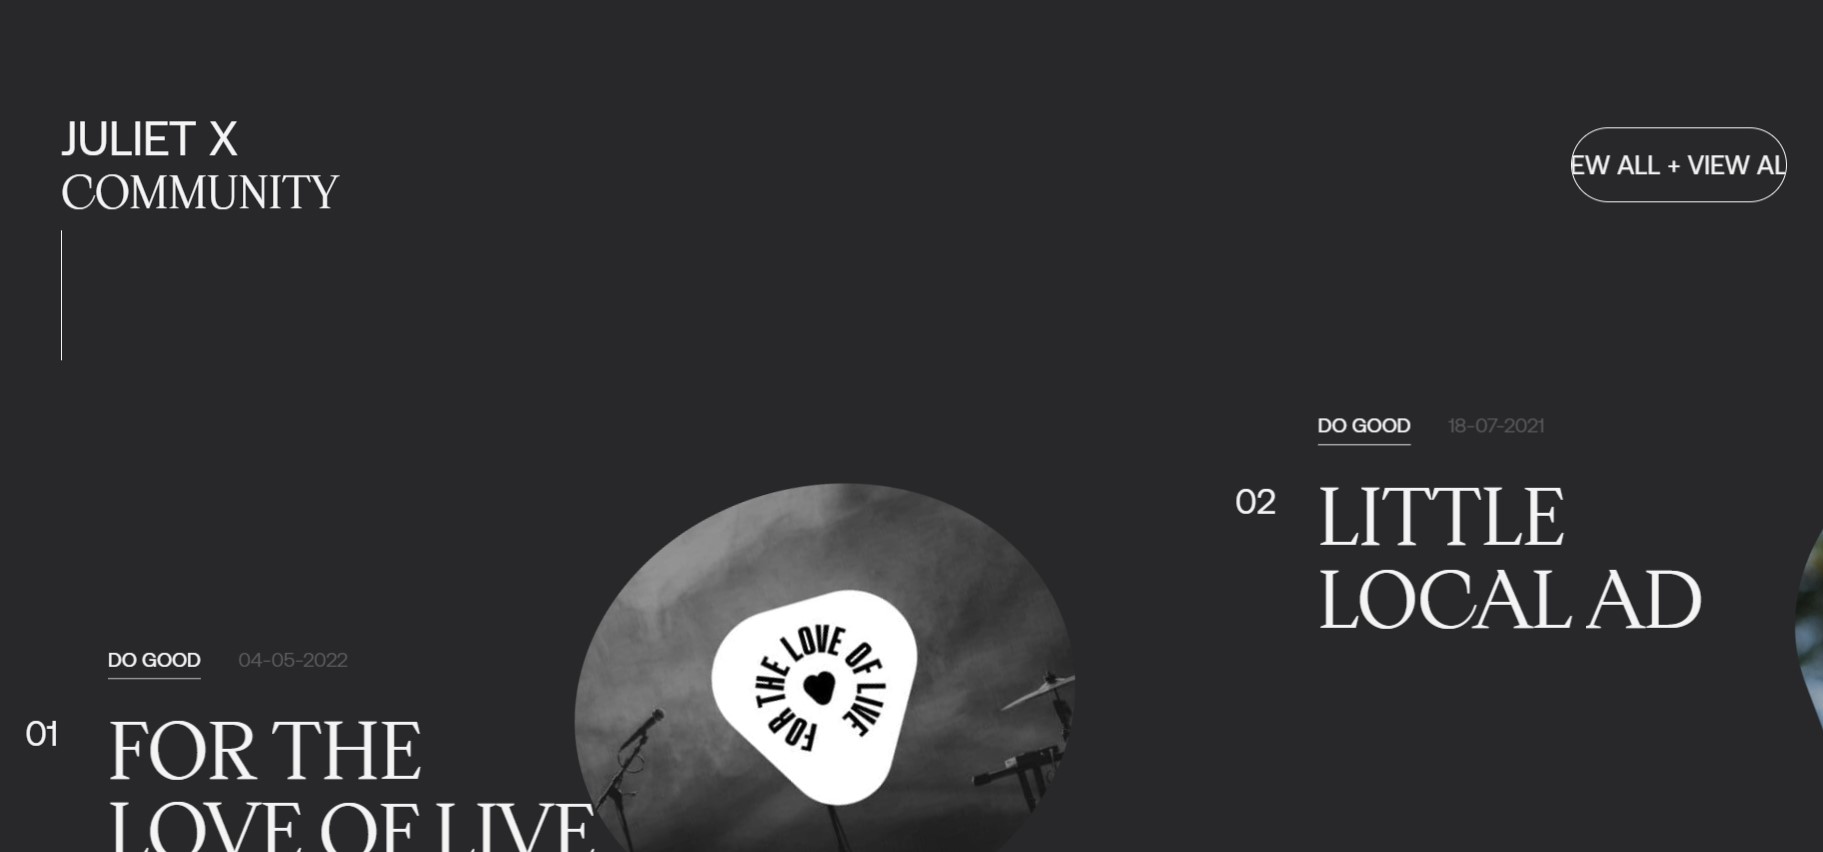 JULIET X
COMMUNITY
EW ALL + VIEW AL
DO GOOD 18-07-2021
02
LITTLE
LOCAL AD
DO GOOD 04-05-2022
01
FOR THE
LOVE OF LIVE
FOR THE LOVE OF LIVE